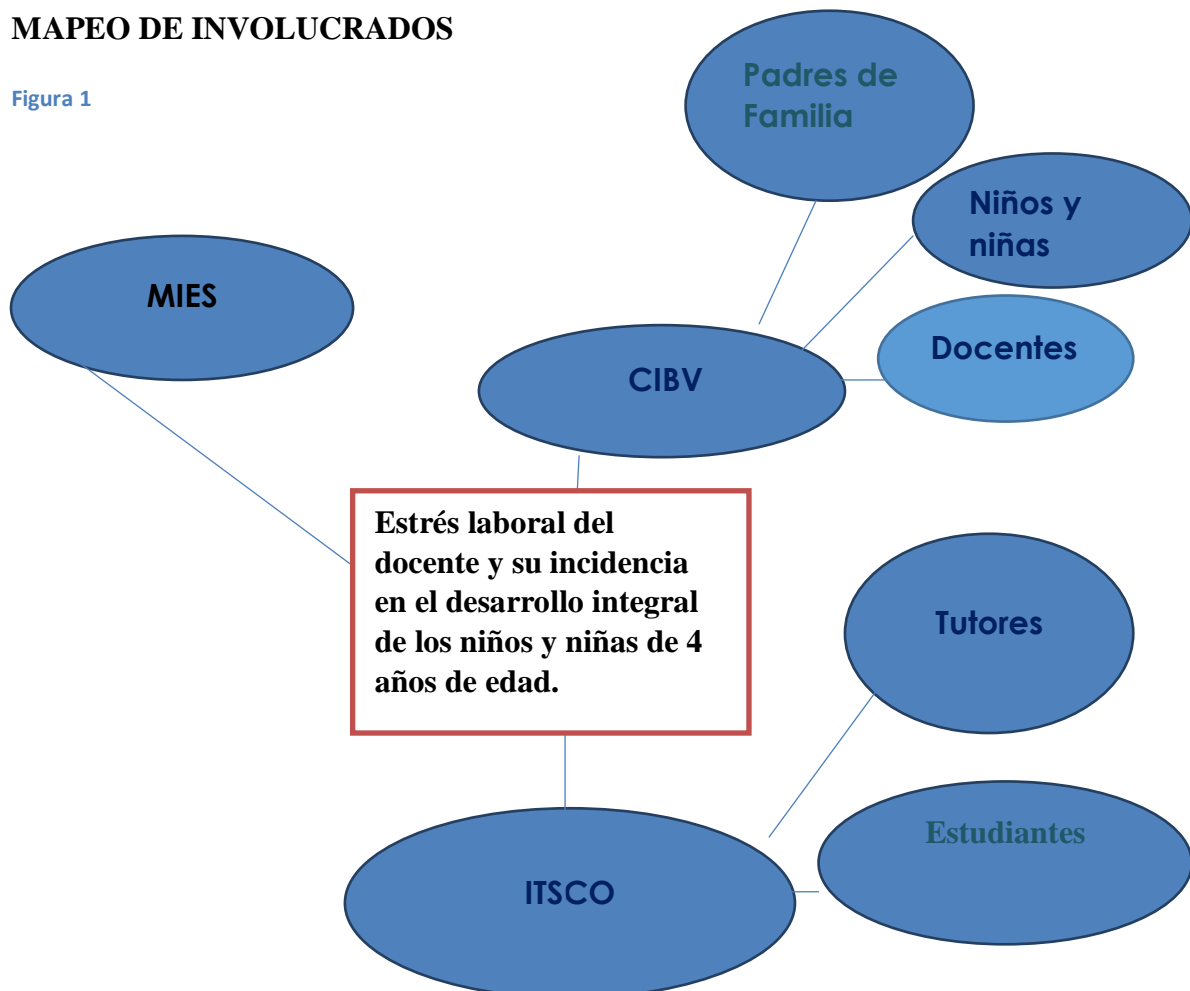 MAPEO DE INVOLUCRADOS
Figura 1
Padres de
Familia
Niños y
niñas
MIES
Docentes
CIBV
Estrés laboral del
docente y su incidencia
en el desarrollo integral
de los niños y niñas de 4
años de edad.
Tutores
Estudiantes
ITSCO